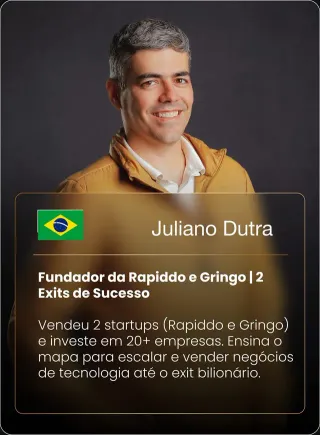 Juliano Dutra
Fundador da Rapiddo e Gringo | 2
Exits de Sucesso
Vendeu 2 startups (Rapiddo e Gringo)
e investe em 20+ empresas. Ensina o
mapa para escalar e vender negócios
de tecnologia até o exit bilionário.